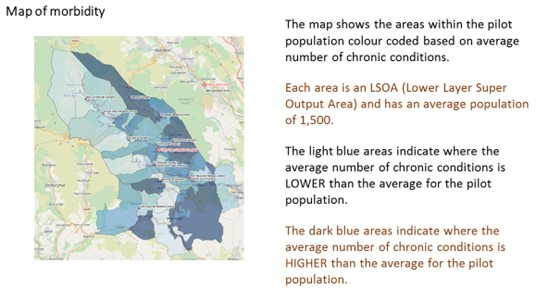 Map of morbidity
The map shows the areas within the pilot
population colour coded based on average
number of chronic conditions.
Each area is an LSOA (Lower Layer Super
Output Area) and has an average population
of 1,500.
The light blue areas indicate where the
average number of chronic conditions is
LOWER than the average for the pilot
population.
The dark blue areas indicate where the
average number of chronic conditions is
HIGHER than the average for the pilot
population.